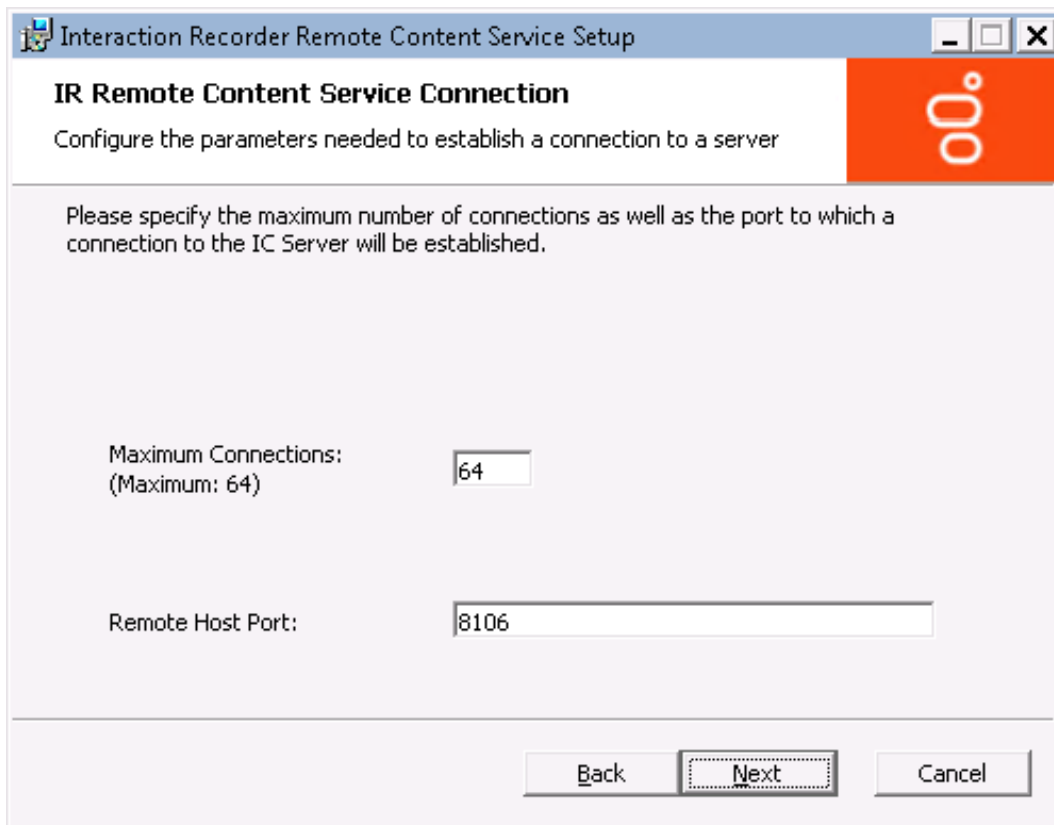 Interaction Recorder Remote Content Service Setup
IR Remote Content Service Connection
Configure the parameters needed to establish a connection to a server
Please specify the maximum number of connections as well as the port to which a
connection to the IC Server will be established.
Maximum Connections:
(Maximum: 64)
64
Remote Host Port:
8106
Back
Next
Cancel